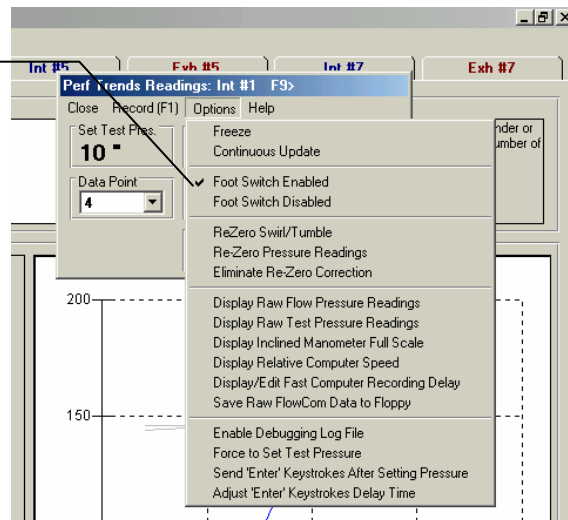 Int #5
Exh #5
Int #7
Exh #7
Perf Trends Readings: Int #1 F9>
Close
Record (F1)
Options
Help
Set Test Pres.
10 "
Data Point
4
Freeze
Continuous Update
Foot Switch Enabled
Foot Switch Disabled
ReZero Swirl/Tumble
Re-Zero Pressure Readings
Eliminate Re-Zero Correction
Display Raw Flow Pressure Readings
Display Raw Test Pressure Readings
Display Inclined Manometer Full Scale
Display Relative Computer Speed
Display/Edit Fast Computer Recording Delay
Save Raw FlowCom Data to Floppy
Enable Debugging Log File
Force to Set Test Pressure
Send 'Enter' Keystrokes After Setting Pressure
Adjust 'Enter' Keystrokes Delay Time
nder or
umber of
200
150